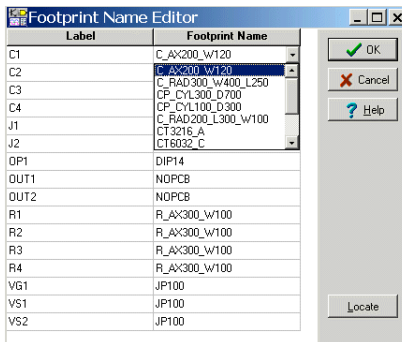 Footprint Name Editor
Label Footprint Name
C1 C_AX200_W120
C2 C_AX200_W120
C3 C_RAD300_W400_L250
CP_CYL300_D700
C4 CP_CYL100_D300
J1 C_RAD200_L300_W100
CT3216_A
J2 CT6032_C
OP1 DIP14
OUT1 NOPCB
OUT2 NOPCB
R1 R_AX300_W100
R2 R_AX300_W100
R3 R_AX300_W100
R4 R_AX300_W100
VG1 JP100
VS1 JP100
VS2 JP100
OK
Cancel
Help
Locate